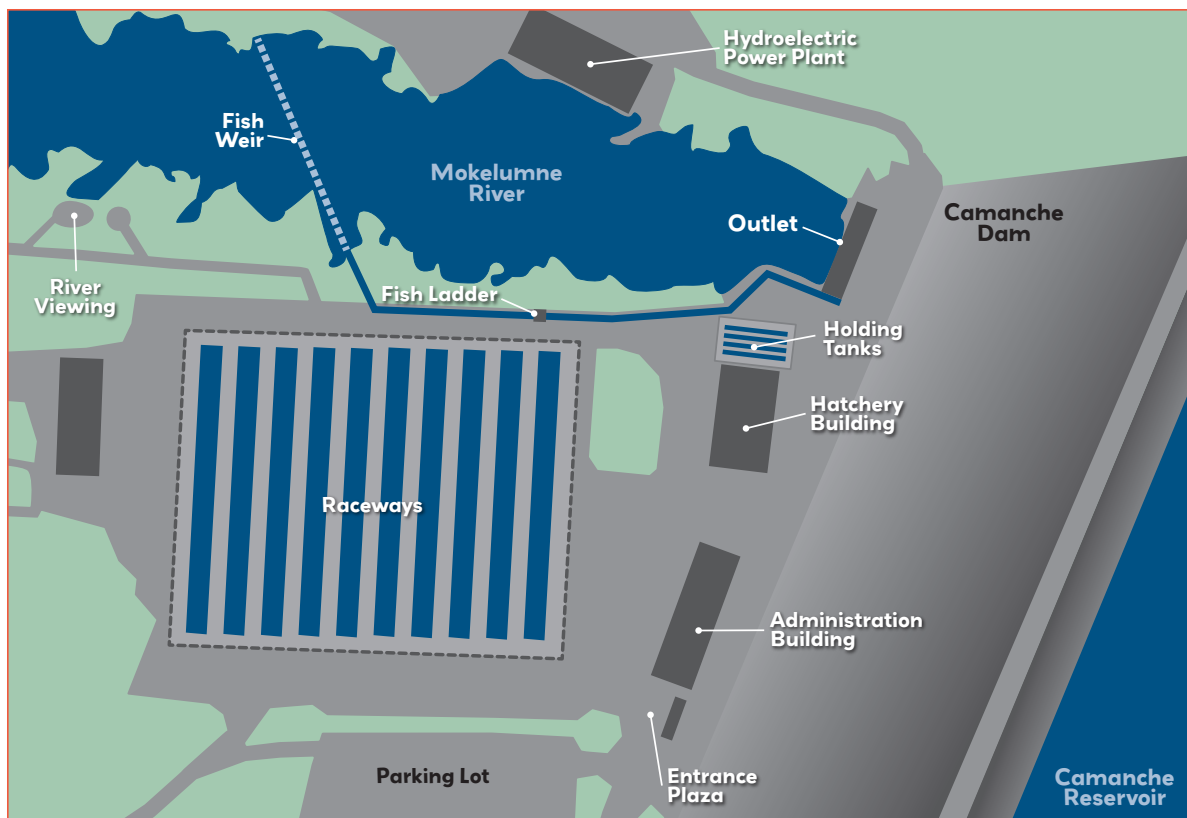 Hydroelectric
Power Plant
Fish
Weir
Mokelumne
River
Camanche
Dam
Outlet
River
Viewing
Fish Ladder
Holding
Tanks
Hatchery
Building
Raceways
Administration
Building
Parking Lot
Entrance
Plaza
Camanche
Reservoir